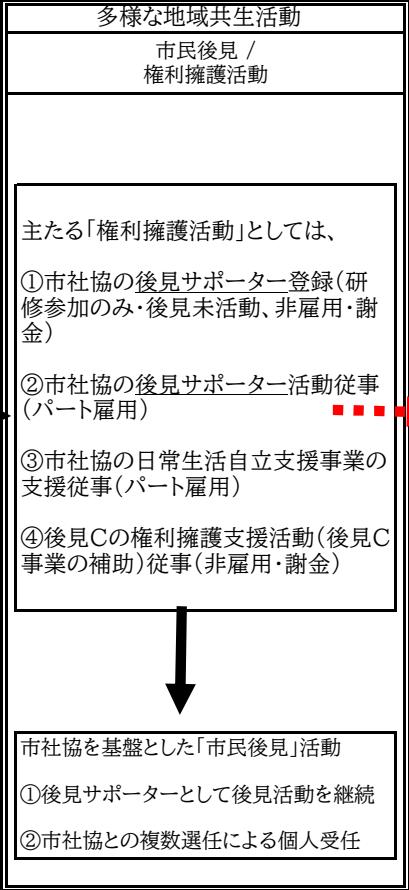 多様な地域共生活動
市民後見 /
権利擁護活動
主たる「権利擁護活動」としては、
①市社協の後見サポーター登録(研
修参加のみ・後見未活動、非雇用・謝
金)
②市社協の後見サポーター活動従事
(パート雇用)
③市社協の日常生活自立支援事業の
支援従事(パート雇用)
④後見Cの権利擁護支援活動(後見C
事業の補助)従事(非雇用・謝金)
市社協を基盤とした「市民後見」活動
①後見サポーターとして後見活動を継続
②市社協との複数選任による個人受任